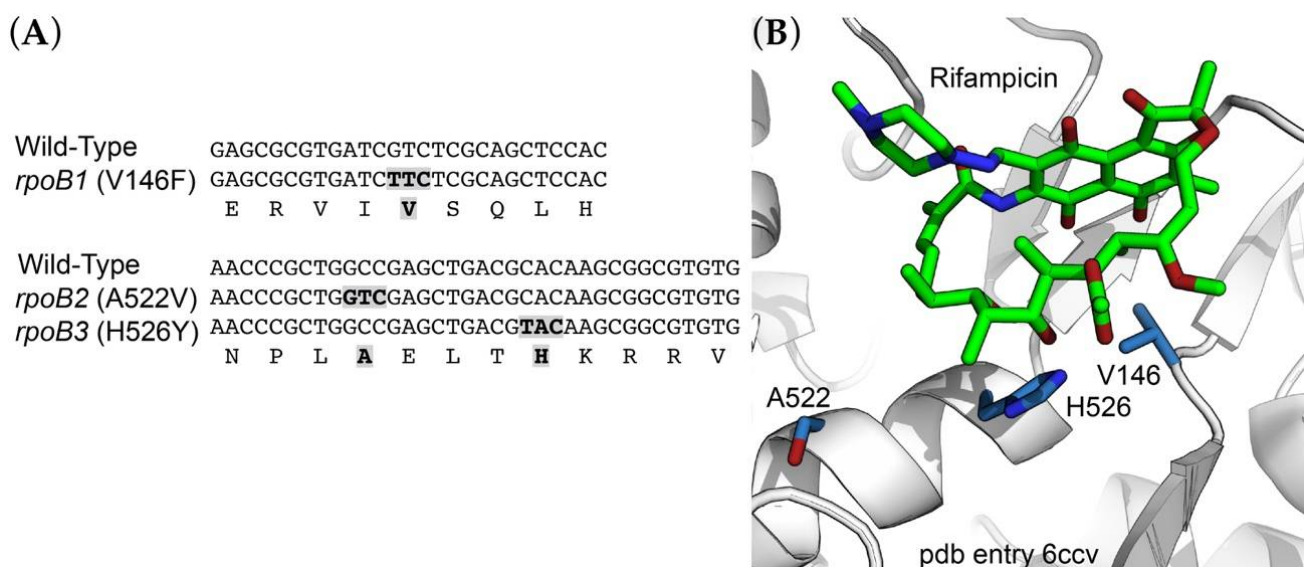 (A)
Wild-Type GAGCGCGTGATCGTCTCGCAGCTCCAC
rpoB1 (V146F) GAGCGCGTGATCTTCTCGCAGCTCCAC
E R V I V S Q L H
Wild-Type AACCCGCTGGCCGAGCTGACGCACAAGCGGCGTGTG
rpoB2 (A522V) AACCCGCTGGTCGAGCTGACGCACAAGCGGCGTGTG
rpoB3 (H526Y) AACCCGCTGGCCGAGCTGACGTACAAGCGGCGTGTG
N P L A E L T H K R R V
(B)
Rifampicin
V146
A522
H526
pdb entry 6ccv